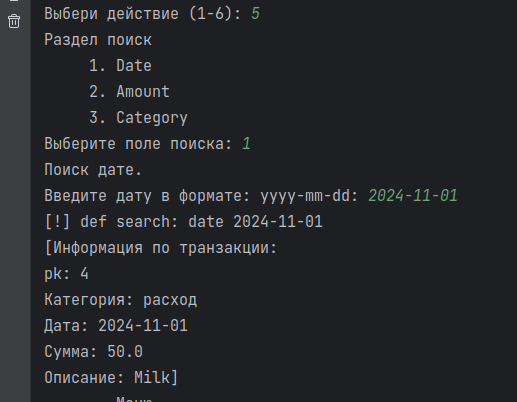 Выбери действие (1-6): 5
Раздел поиск
1. Date
2. Amount
3. Category
Выберите поле поиска: 1
Поиск дате.
Введите дату в формате: yyyy-mm-dd: 2024-11-01
[!] def search: date 2024-11-01
[Информация по транзакции:
pk: 4
Категория: расход
Дата: 2024-11-01
Сумма: 50.0
Описание: Milk]